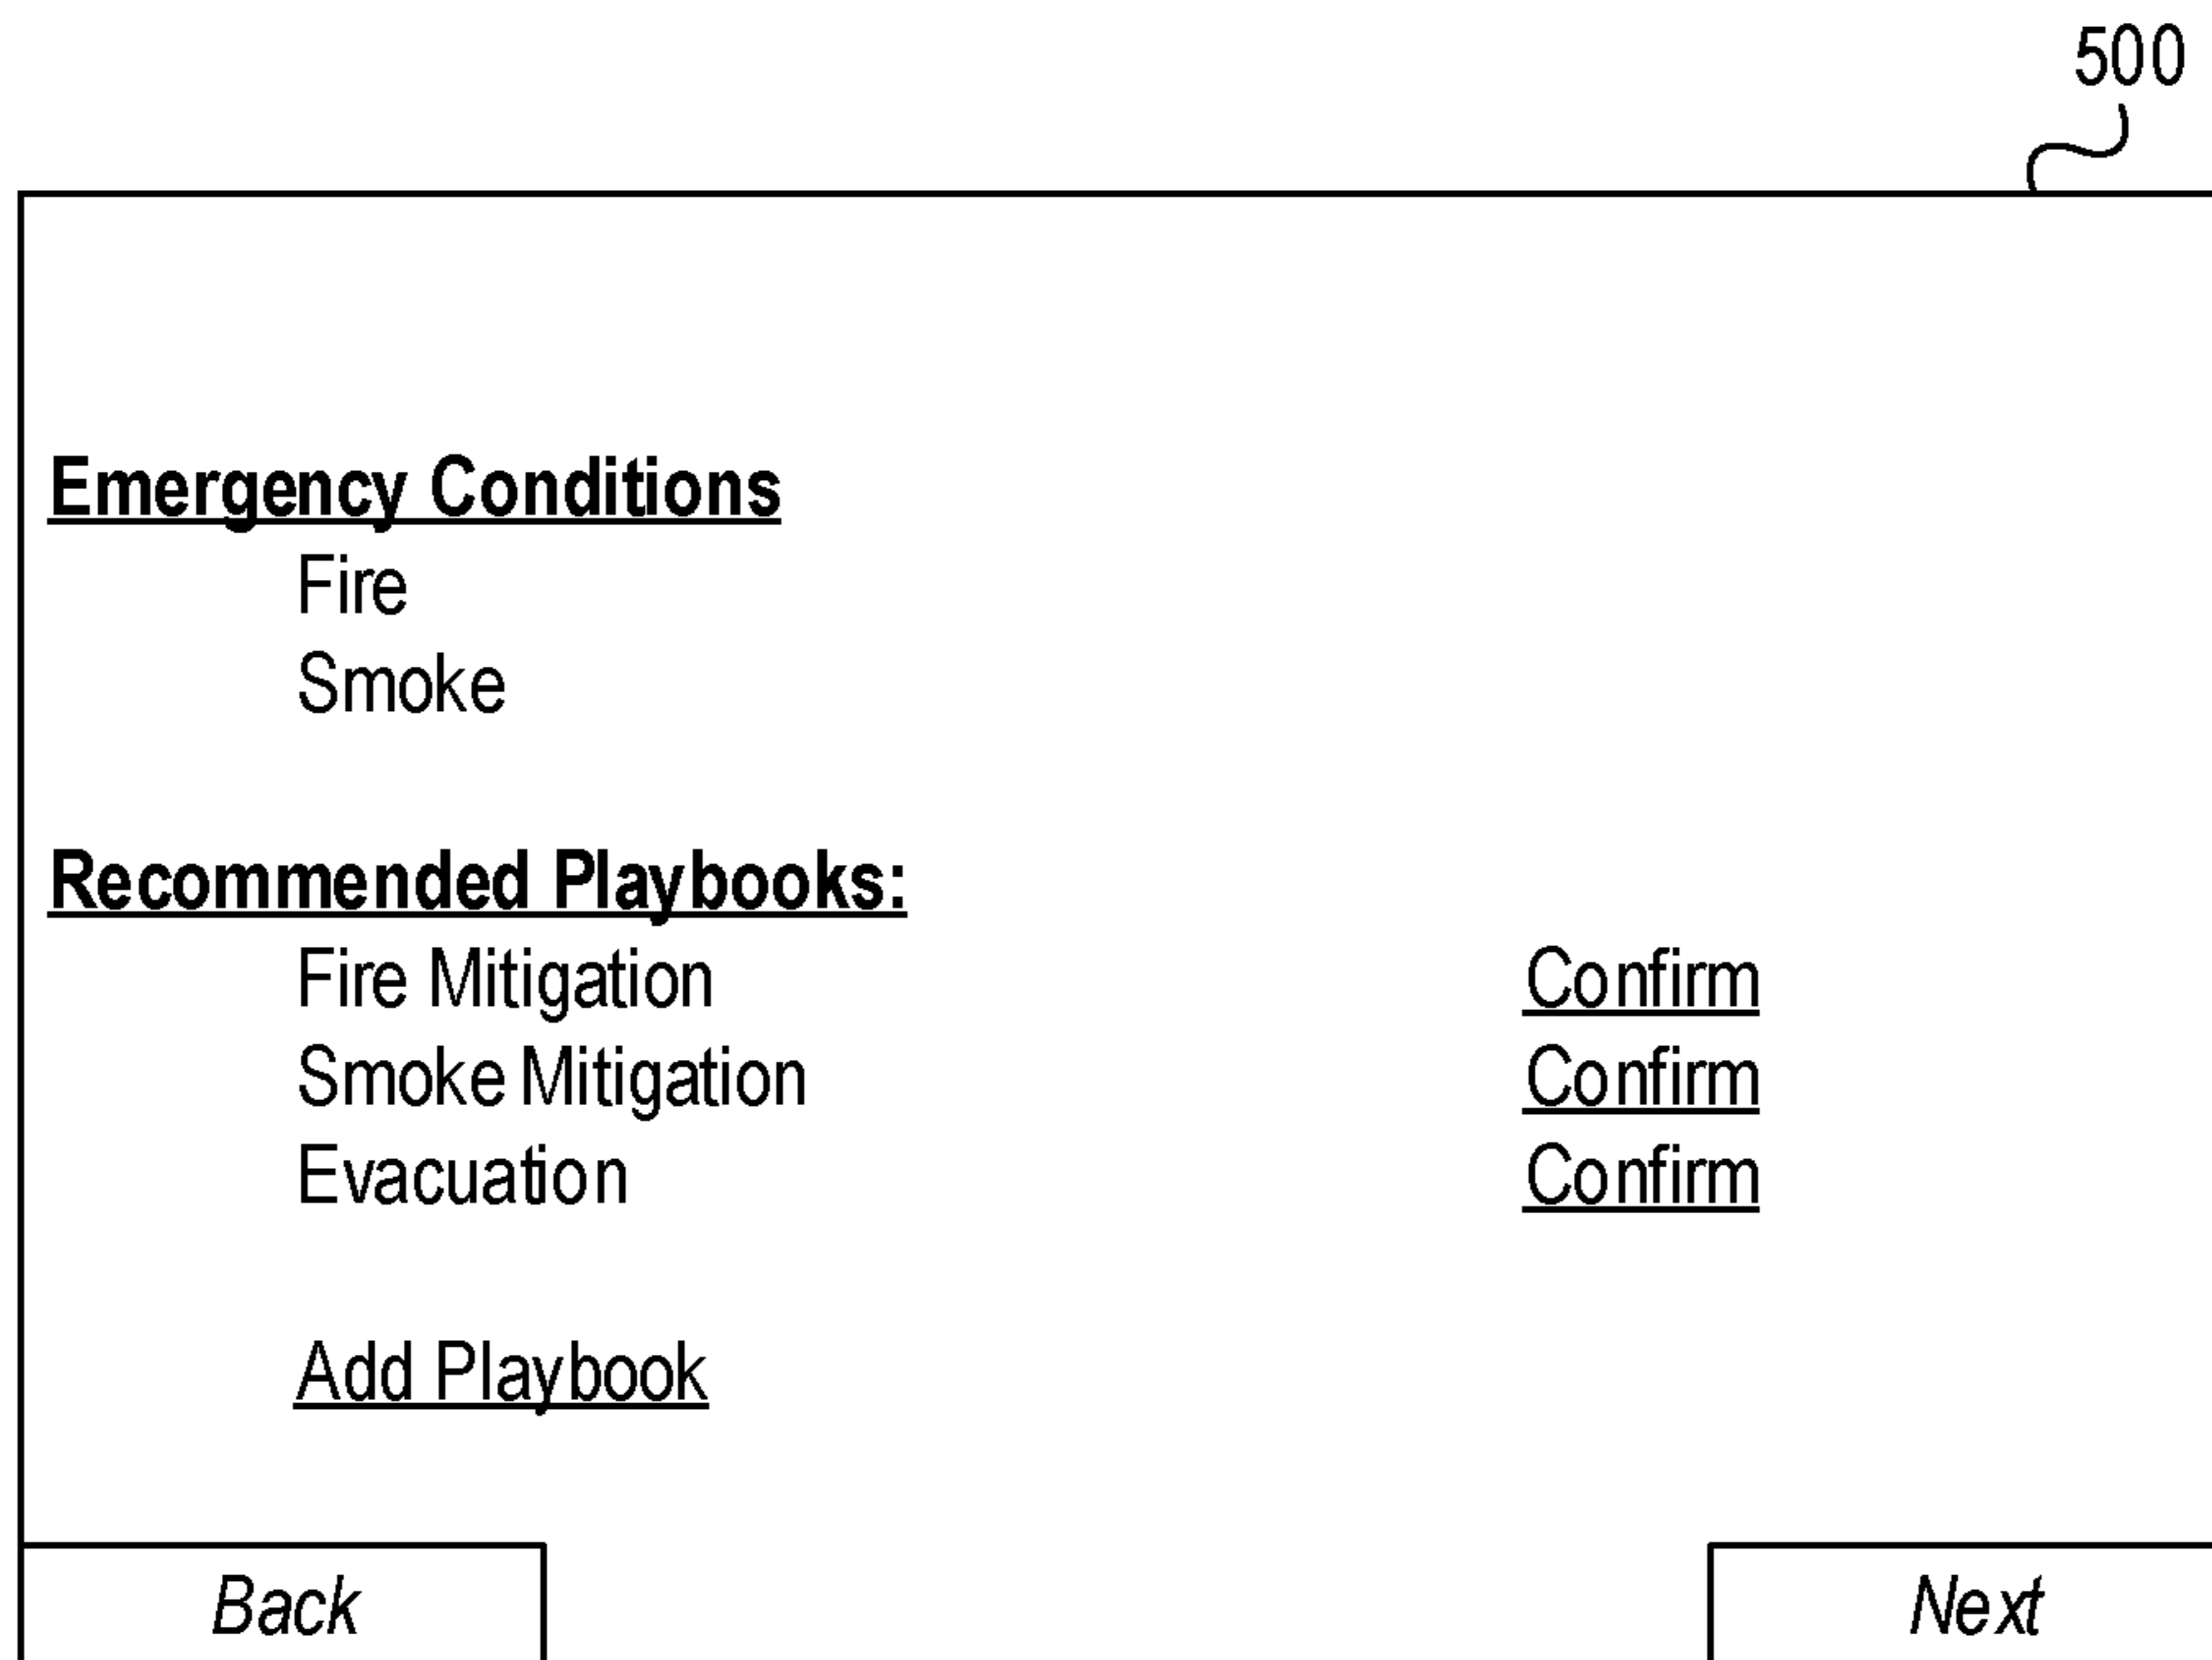 500
Emergency Conditions
Fire
Smoke
Recommended Playbooks:
Fire Mitigation Confirm
Smoke Mitigation Confirm
Evacuation Confirm
Add Playbook
Back Next